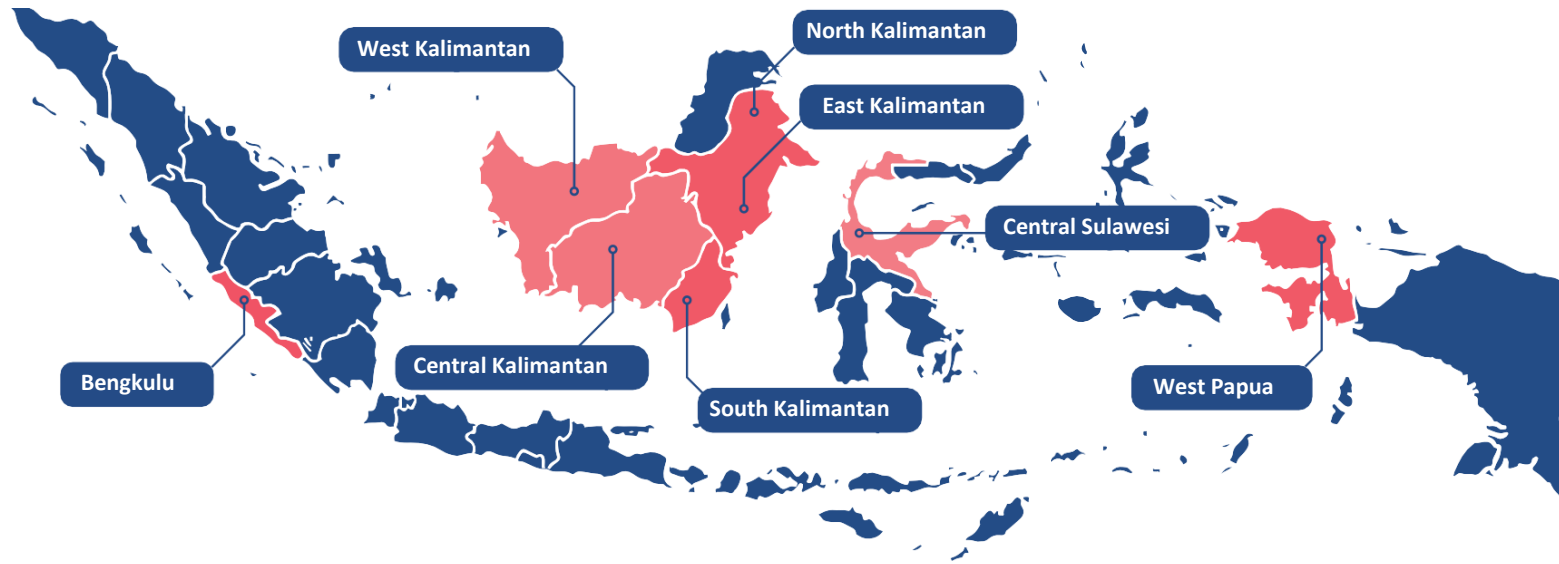 North Kalimantan
West Kalimantan
East Kalimantan
Central Sulawesi
Central Kalimantan
Bengkulu
West Papua
South Kalimantan